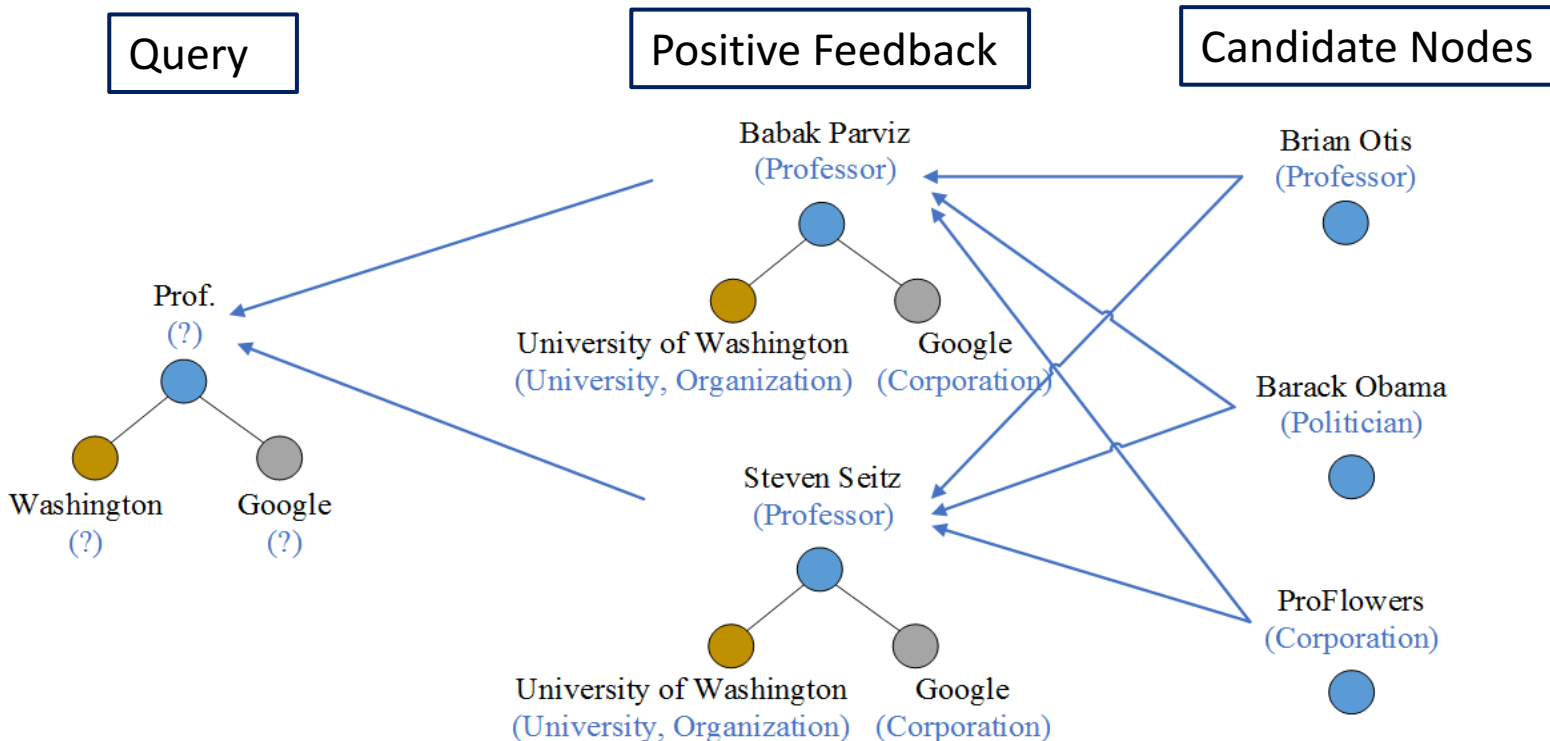 Query
Positive Feedback
Candidate Nodes
Prof.
(?)
Washington
(?)
Google
(?)
Babak Parviz
(Professor)
University of Washington
(University, Organization)
Google
(Corporation)
Steven Seitz
(Professor)
University of Washington
(University, Organization)
Google
(Corporation)
Brian Otis
(Professor)
Barack Obama
(Politician)
ProFlowers
(Corporation)